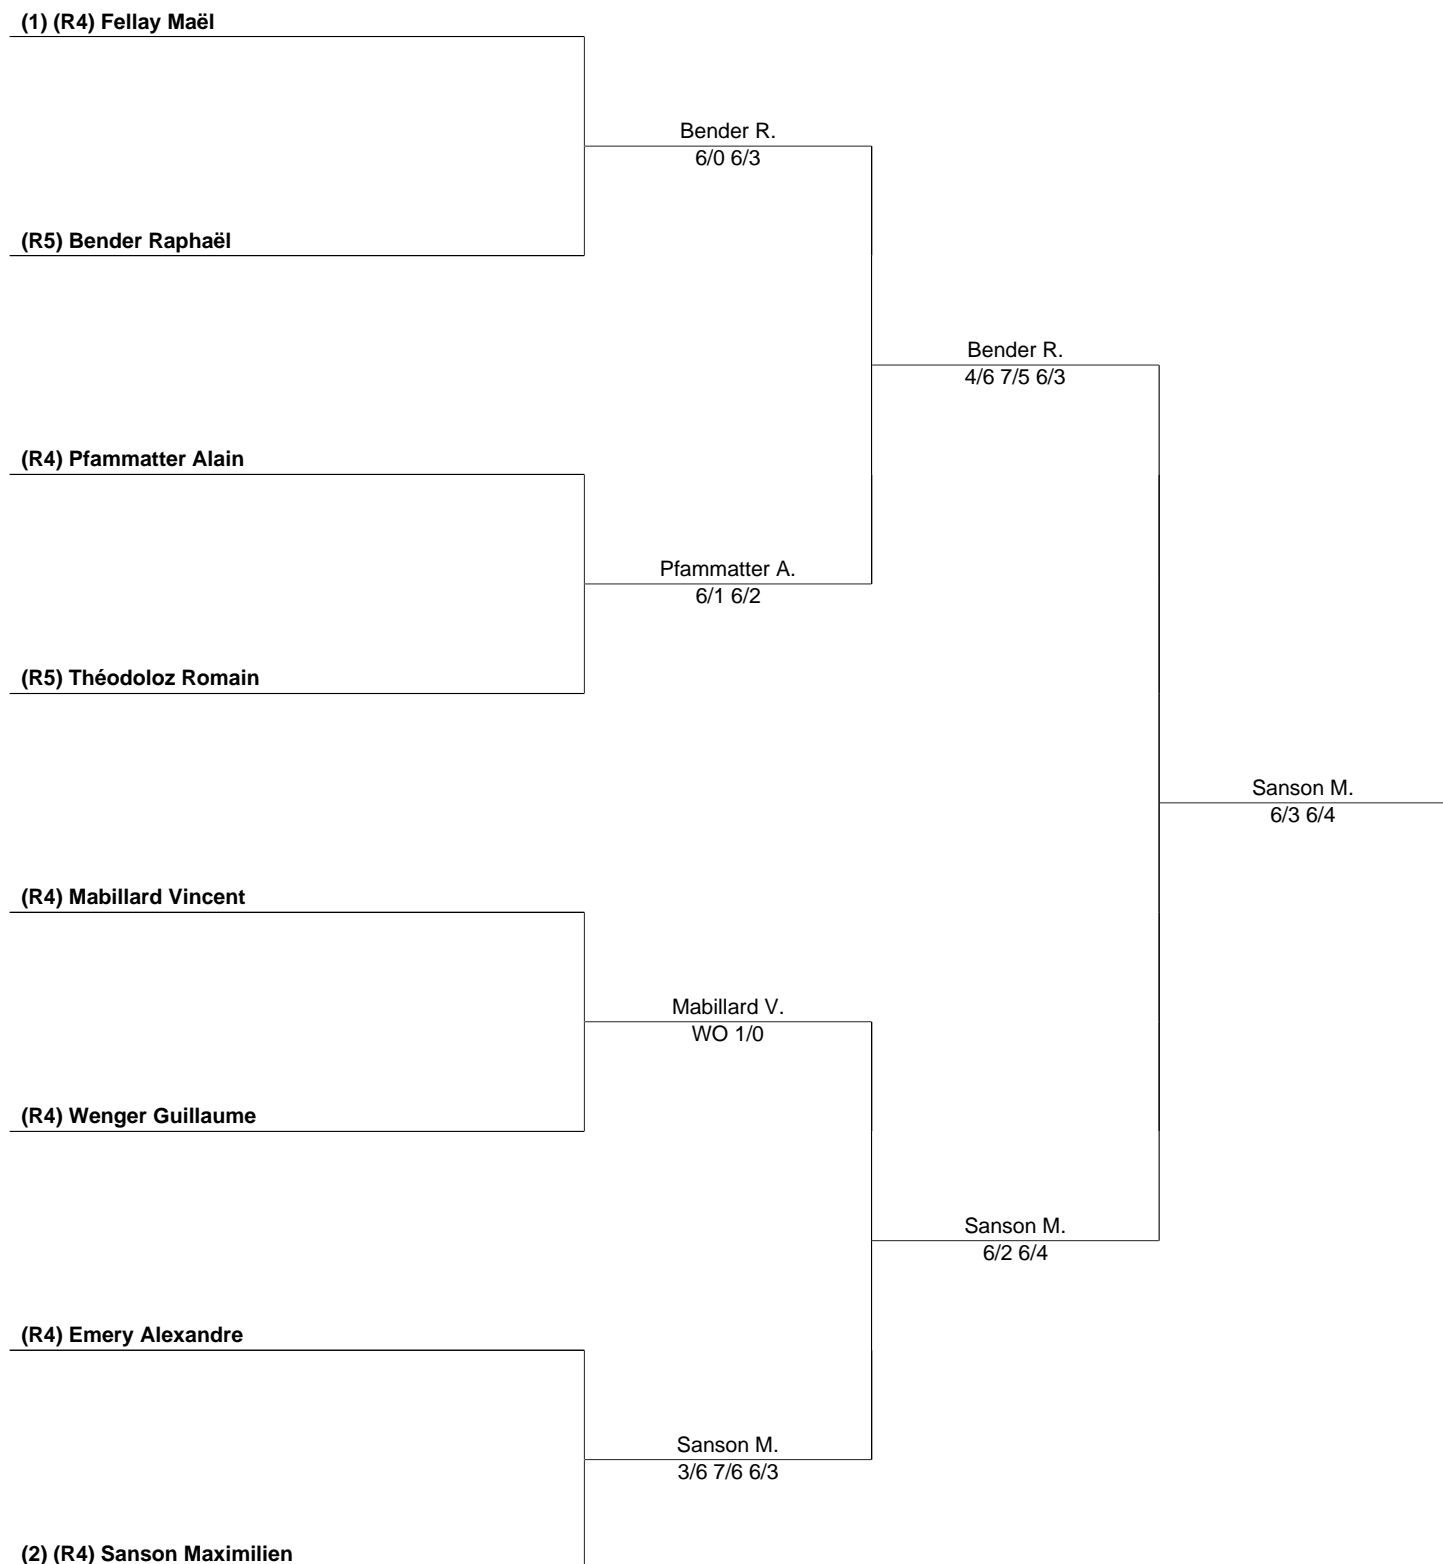 (1) (R4) Fellay Maël
Bender R.
6/0 6/3
(R5) Bender Raphaël
Bender R.
4/6 7/5 6/3
(R4) Pfammatter Alain
Pfammatter A.
6/1 6/2
(R5) Théodoloz Romain
Sanson M.
6/3 6/4
(R4) Mabillard Vincent
Mabillard V.
WO 1/0
(R4) Wenger Guillaume
Sanson M.
6/2 6/4
(R4) Emery Alexandre
Sanson M.
3/6 7/6 6/3
(2) (R4) Sanson Maximilien